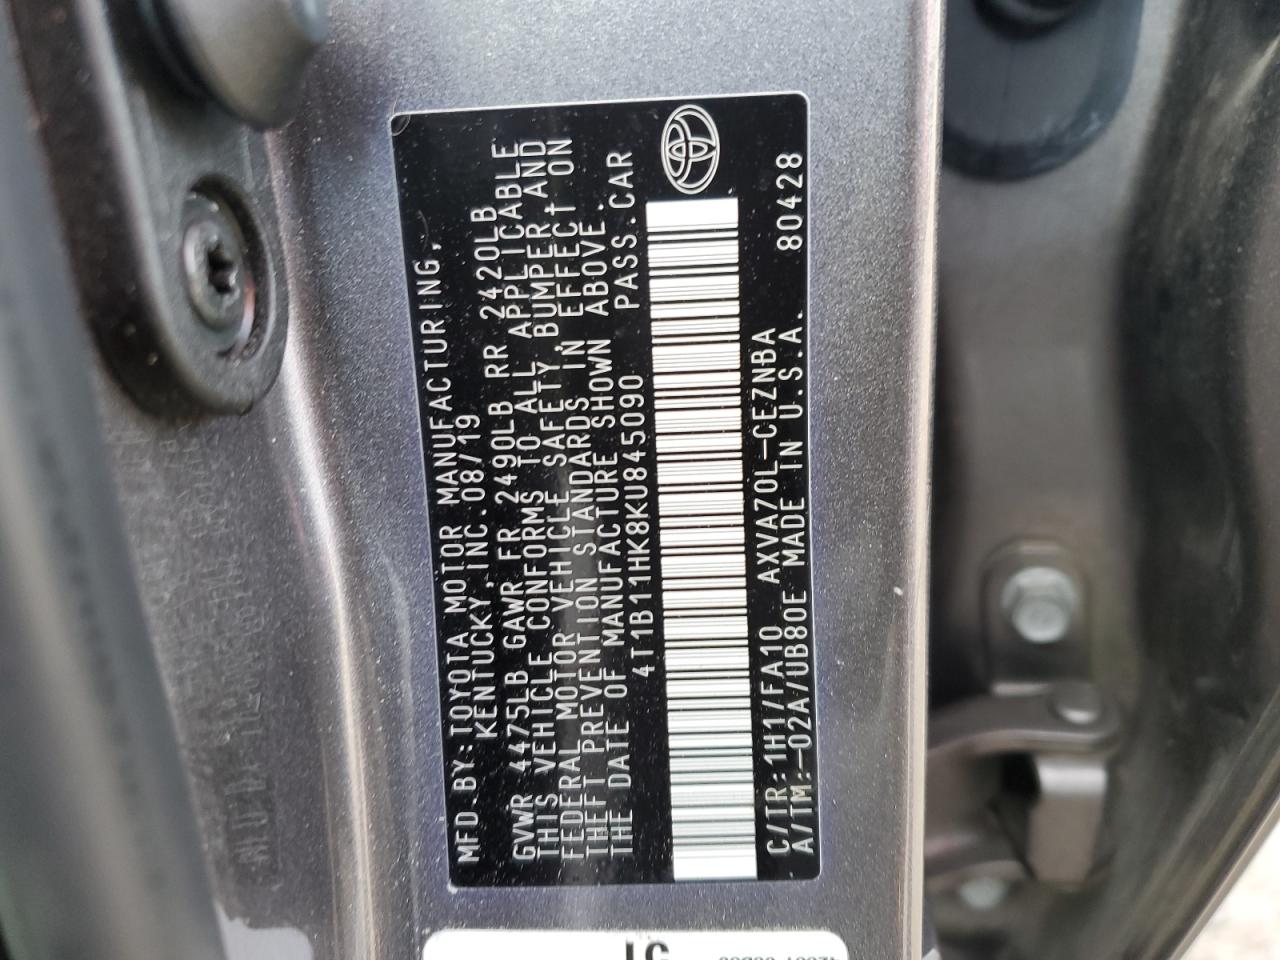 MFD.BY:TOYOTA MOTOR MANUFACTURING,
KENTUCKY,INC.08/19
GVWR 4475LB GAWR FR 2490LB RR 2420LB
THIS VEHICLE CONFORMS TO ALL APPLICABLE
FEDERAL MOTOR VEHICLE SAFETY, BUMPER, AND
THEFT PREVENTION STANDARDS IN EFFECT ON
THE DATE OF MANUFACTURE SHOWN ABOVE.
4T1B11HK8KU845090 PASS.CAR
C/TR:1H1/FA10 AXVA70L-CEZNBA 80428
A/TM:-02A/UB80E MADE IN U.S.A.